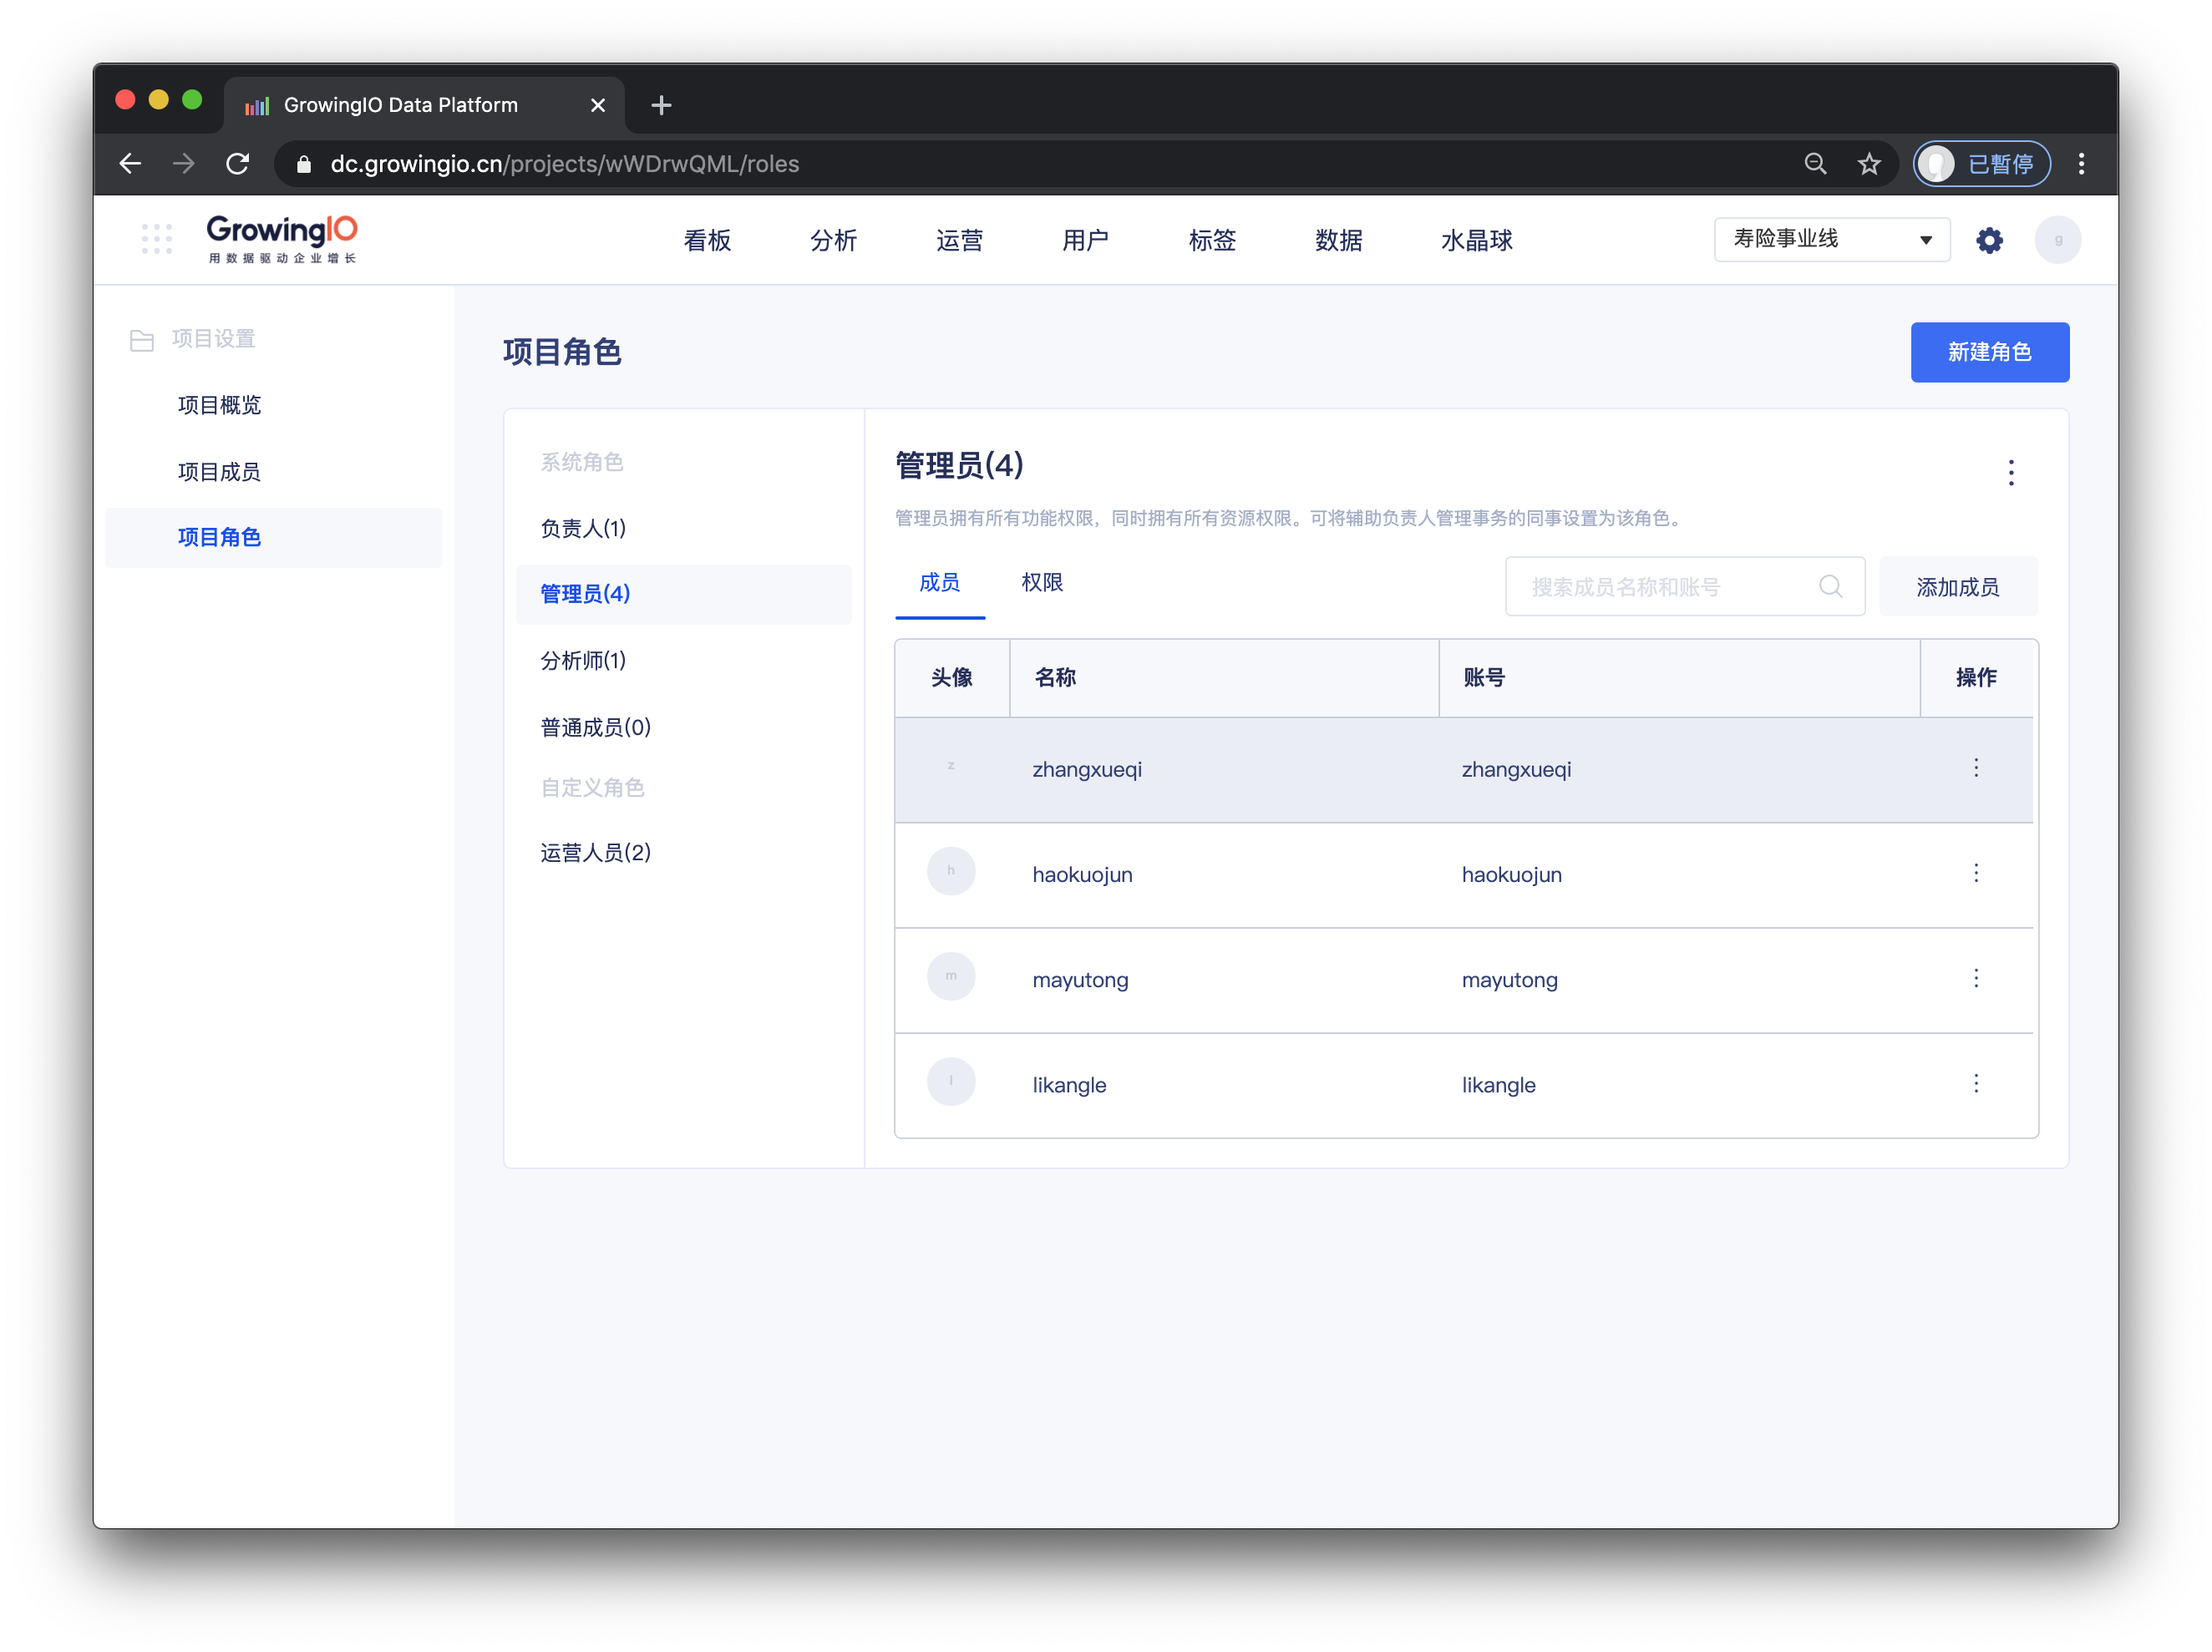 GrowingIO Data Platform
dc.growingio.cn/projects/wWDrwQML/roles
已暂停
GrowingIO
用数据驱动企业增长
看板 分析 运营 用户 标签 数据 水晶球
寿险事业线
g
项目设置
项目概览
项目成员
项目角色
项目角色
新建角色
系统角色
负责人(1)
管理员(4)
分析师(1)
普通成员(0)
自定义角色
运营人员(2)
管理员(4)
管理员拥有所有功能权限，同时拥有所有资源权限。可将辅助负责人管理事务的同事设置为该角色。
成员 权限
搜索成员名称和账号
添加成员
头像 名称 账号 操作
z zhangxueqi zhangxueqi
h haokuojun haokuojun
m mayutong mayutong
l likangle likangle